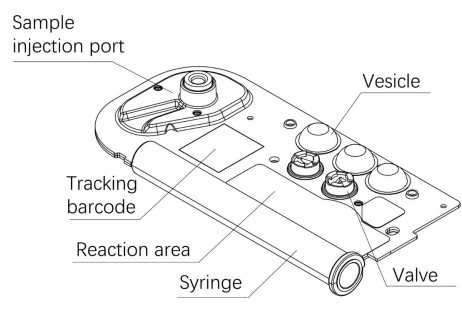 Sample
injection port
Vesicle
Tracking
barcode
Reaction area
Syringe
Valve